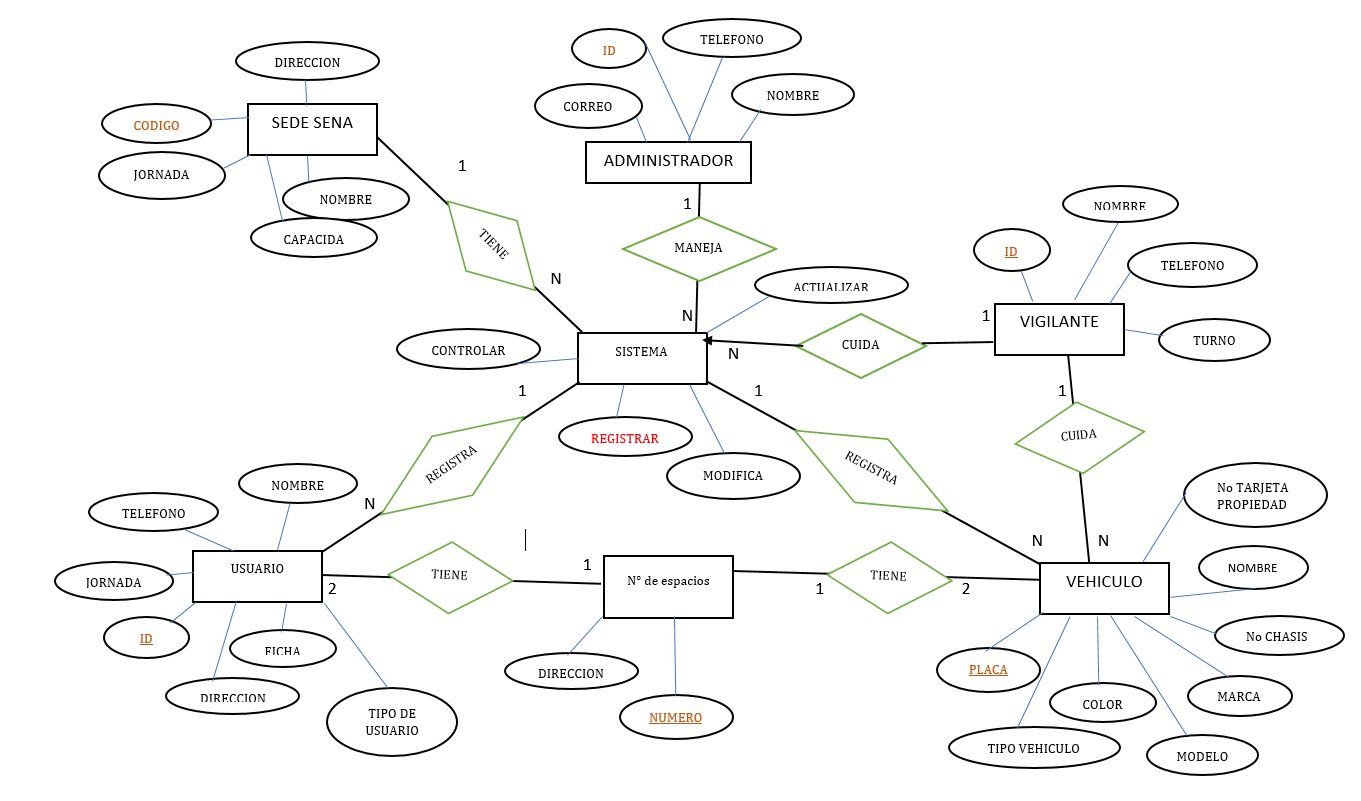 DIRECCION
CODIGO
SEDE SENA
JORNADA
NOMBRE
CAPACIDA
ID
TELEFONO
CORREO
NOMBRE
ADMINISTRADOR
1
TIENE
N
1
MANEJA
N
NOMBRE
ID
TELEFONO
VIGILANTE
TURNO
1
CUIDA
N
ACTUALIZAR
CONTROLAR
SISTEMA
REGISTRAR
MODIFICA
1
REGISTRA
N
1
REGISTRA
N
1
CUIDA
N
NOMBRE
TELEFONO
JORNADA
USUARIO
ID
FICHA
DIRECCION
TIPO DE
USUARIO
2
TIENE
1
N° de espacios
DIRECCION
NUMERO
1
TIENE
2
VEHICULO
No TARJETA
PROPIEDAD
NOMBRE
No CHASIS
MARCA
PLACA
COLOR
TIPO VEHICULO
MODELO